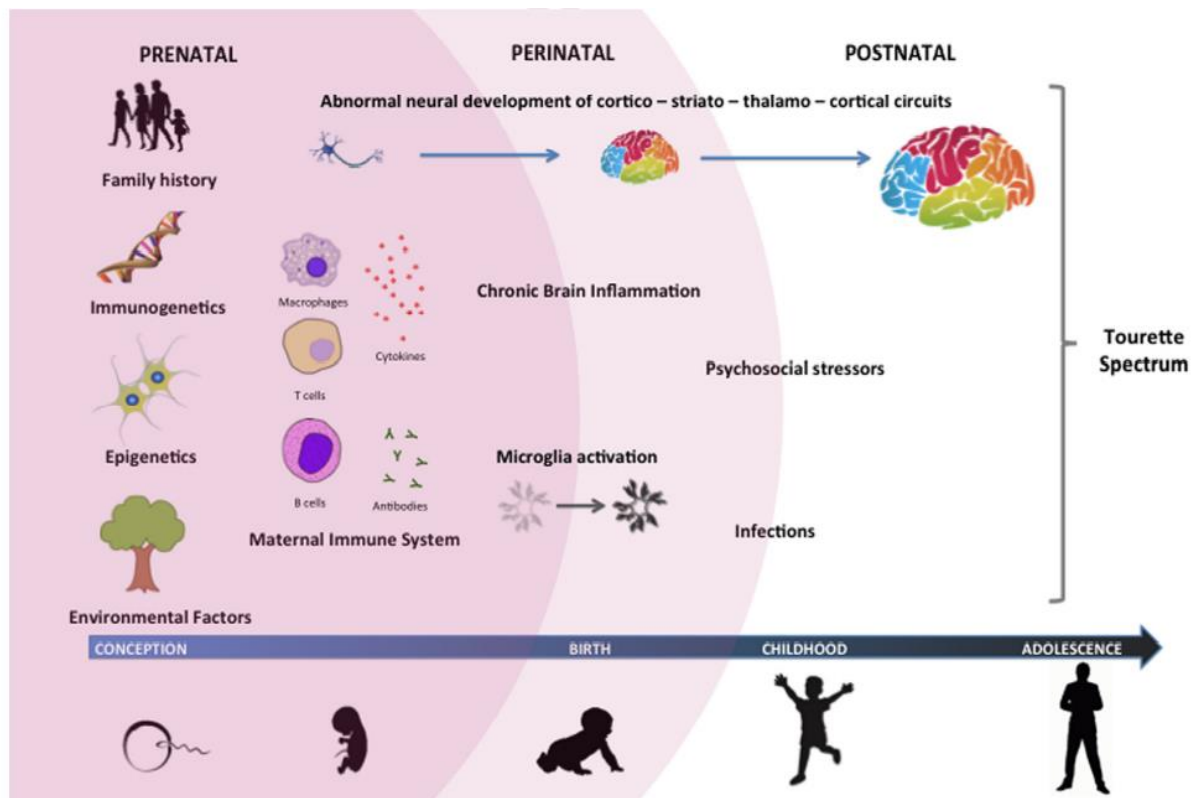 PRENATAL
PERINATAL
POSTNATAL
Abnormal neural development of cortico – striato – thalamo – cortical circuits
Family history
Immunogenetics
Epigenetics
Environmental Factors
Macrophages
Cytokines
T cells
B cells
Antibodies
Maternal Immune System
Chronic Brain Inflammation
Psychosocial stressors
Microglia activation
Infections
Tourette
Spectrum
CONCEPTION
BIRTH
CHILDHOOD
ADOLESCENCE